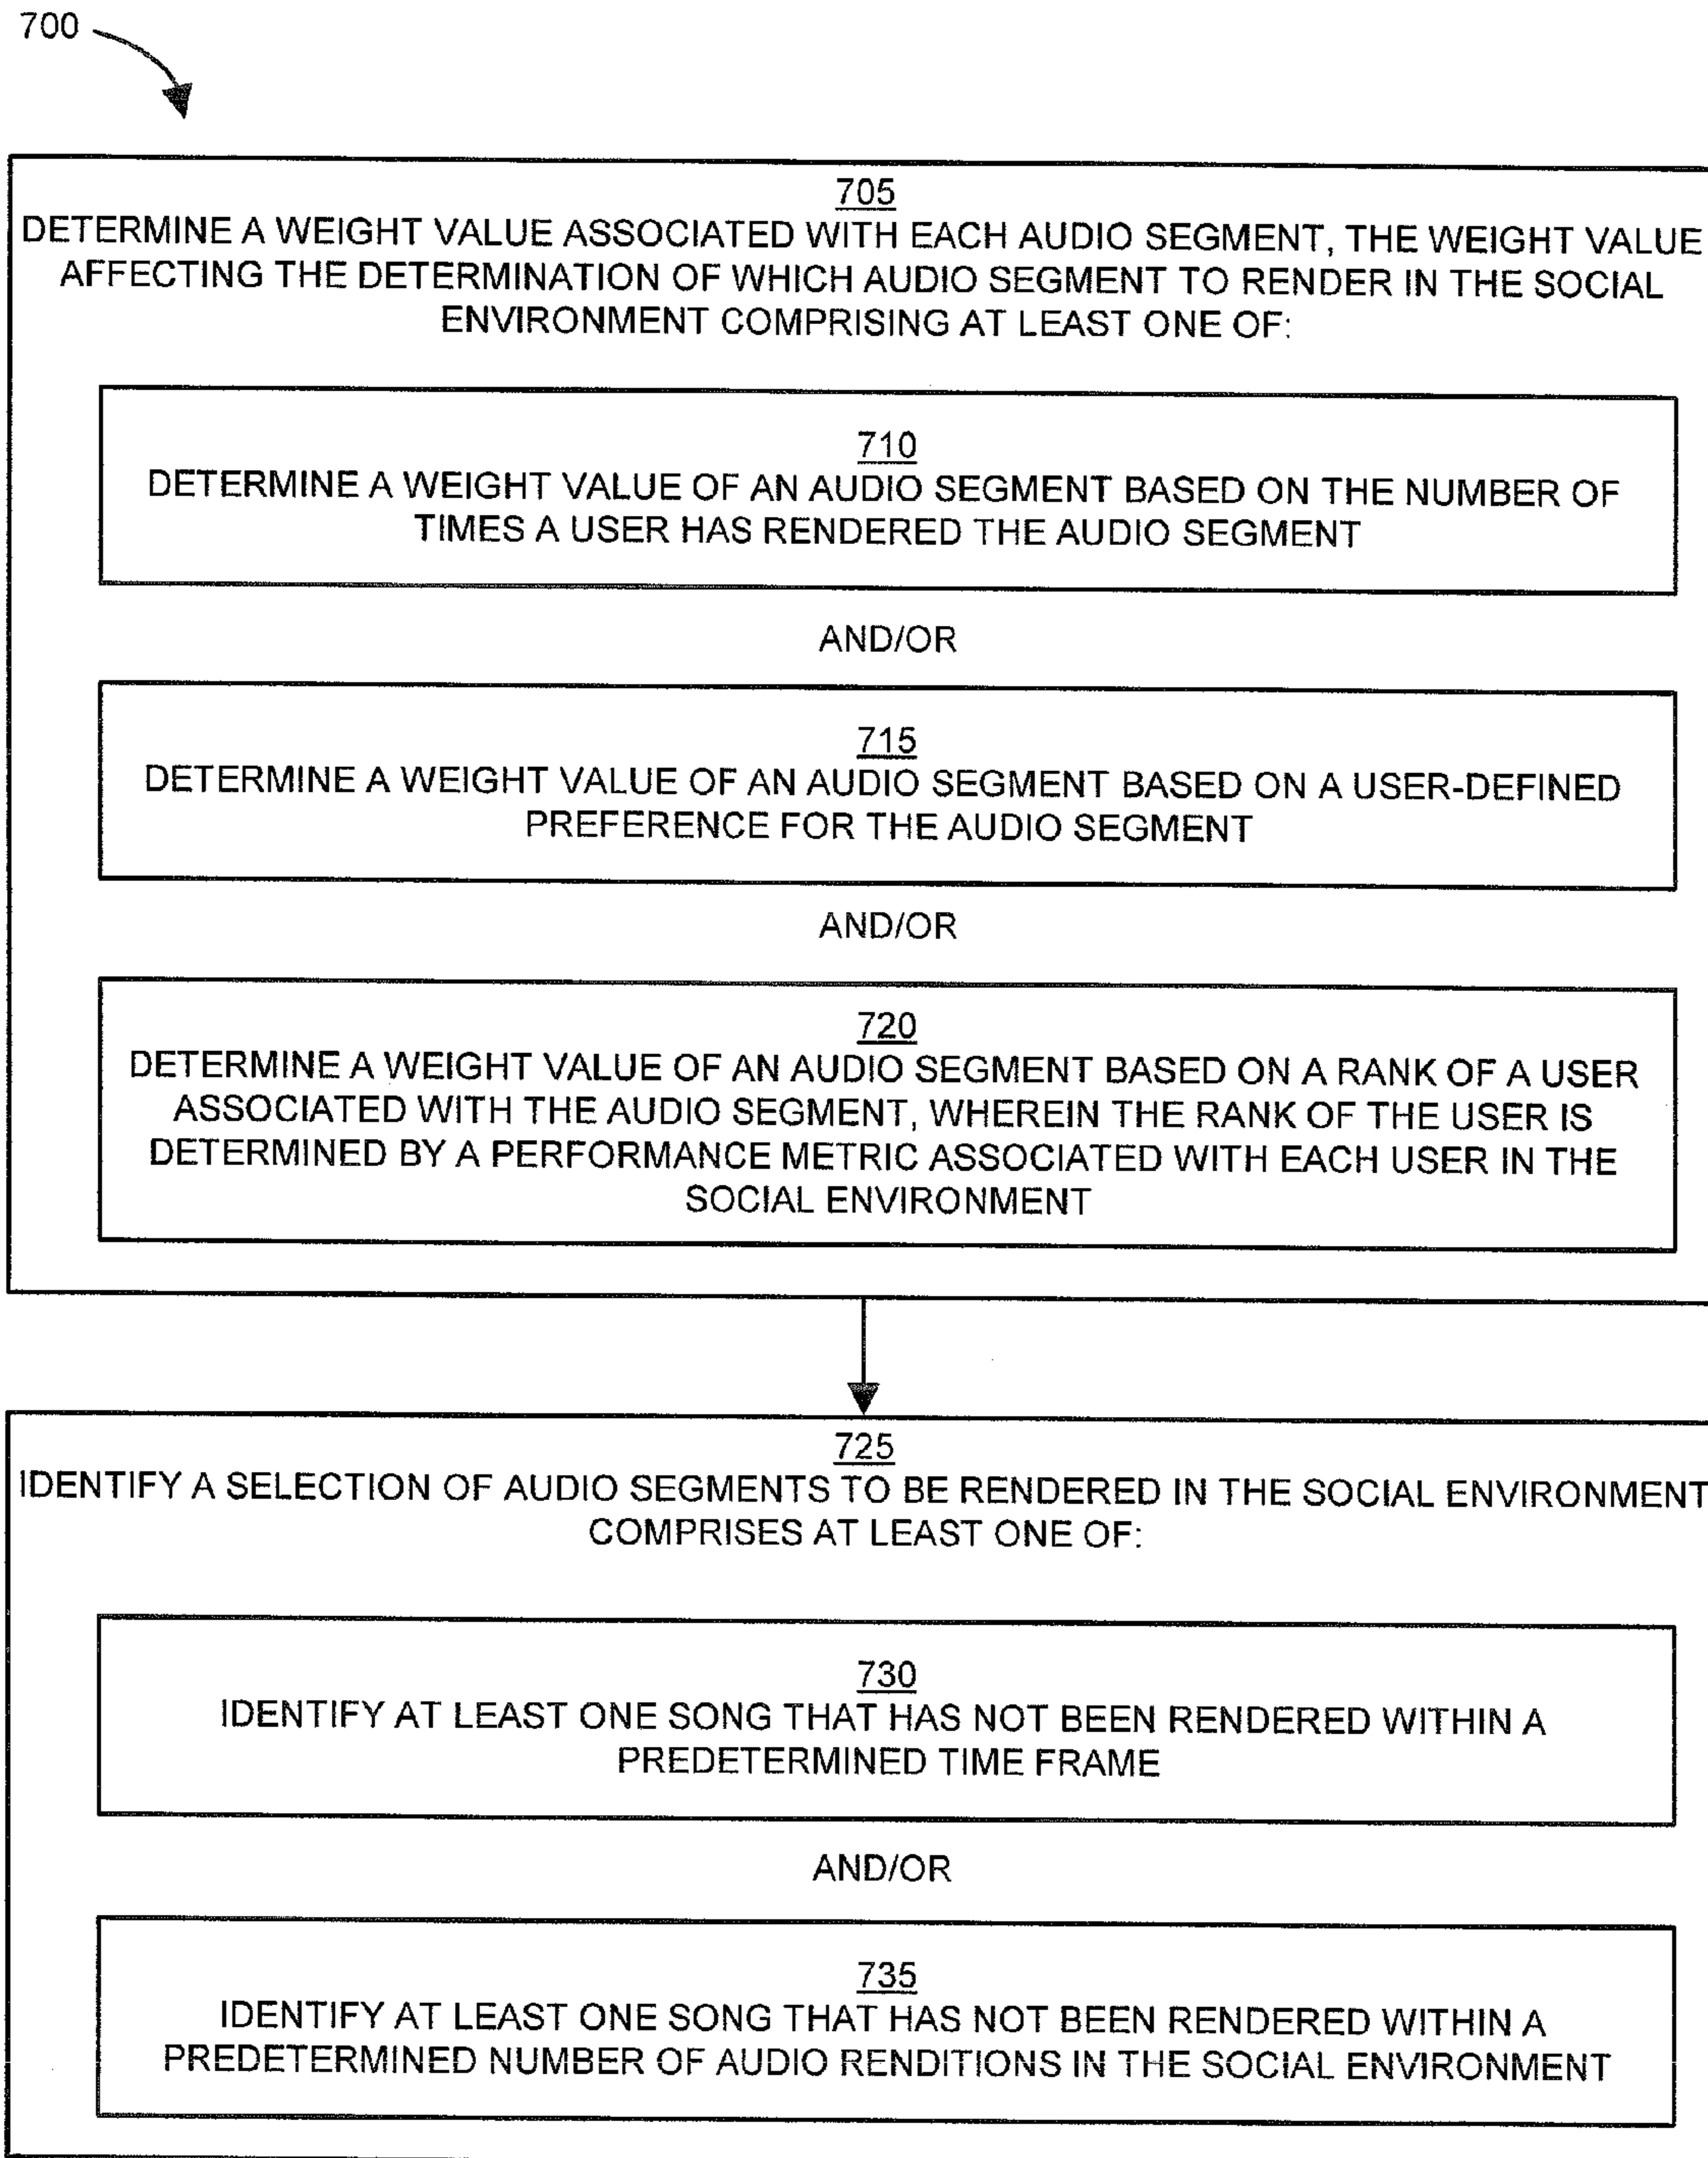 700
705
DETERMINE A WEIGHT VALUE ASSOCIATED WITH EACH AUDIO SEGMENT, THE WEIGHT VALUE
AFFECTING THE DETERMINATION OF WHICH AUDIO SEGMENT TO RENDER IN THE SOCIAL
ENVIRONMENT COMPRISING AT LEAST ONE OF:
710
DETERMINE A WEIGHT VALUE OF AN AUDIO SEGMENT BASED ON THE NUMBER OF
TIMES A USER HAS RENDERED THE AUDIO SEGMENT
AND/OR
715
DETERMINE A WEIGHT VALUE OF AN AUDIO SEGMENT BASED ON A USER-DEFINED
PREFERENCE FOR THE AUDIO SEGMENT
AND/OR
720
DETERMINE A WEIGHT VALUE OF AN AUDIO SEGMENT BASED ON A RANK OF A USER
ASSOCIATED WITH THE AUDIO SEGMENT, WHEREIN THE RANK OF THE USER IS
DETERMINED BY A PERFORMANCE METRIC ASSOCIATED WITH EACH USER IN THE
SOCIAL ENVIRONMENT
725
IDENTIFY A SELECTION OF AUDIO SEGMENTS TO BE RENDERED IN THE SOCIAL ENVIRONMENT
COMPRISES AT LEAST ONE OF:
730
IDENTIFY AT LEAST ONE SONG THAT HAS NOT BEEN RENDERED WITHIN A
PREDETERMINED TIME FRAME
AND/OR
735
IDENTIFY AT LEAST ONE SONG THAT HAS NOT BEEN RENDERED WITHIN A
PREDETERMINED NUMBER OF AUDIO RENDITIONS IN THE SOCIAL ENVIRONMENT